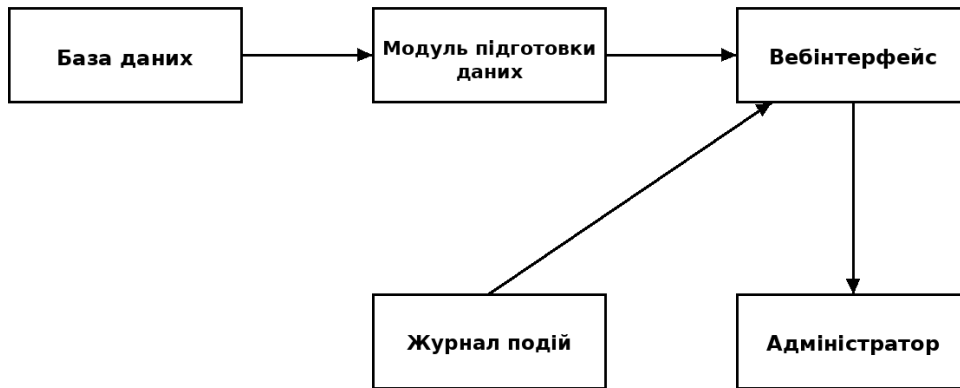 База даних
Модуль підготовки
даних
Вебінтерфейс
Журнал подій
Адміністратор